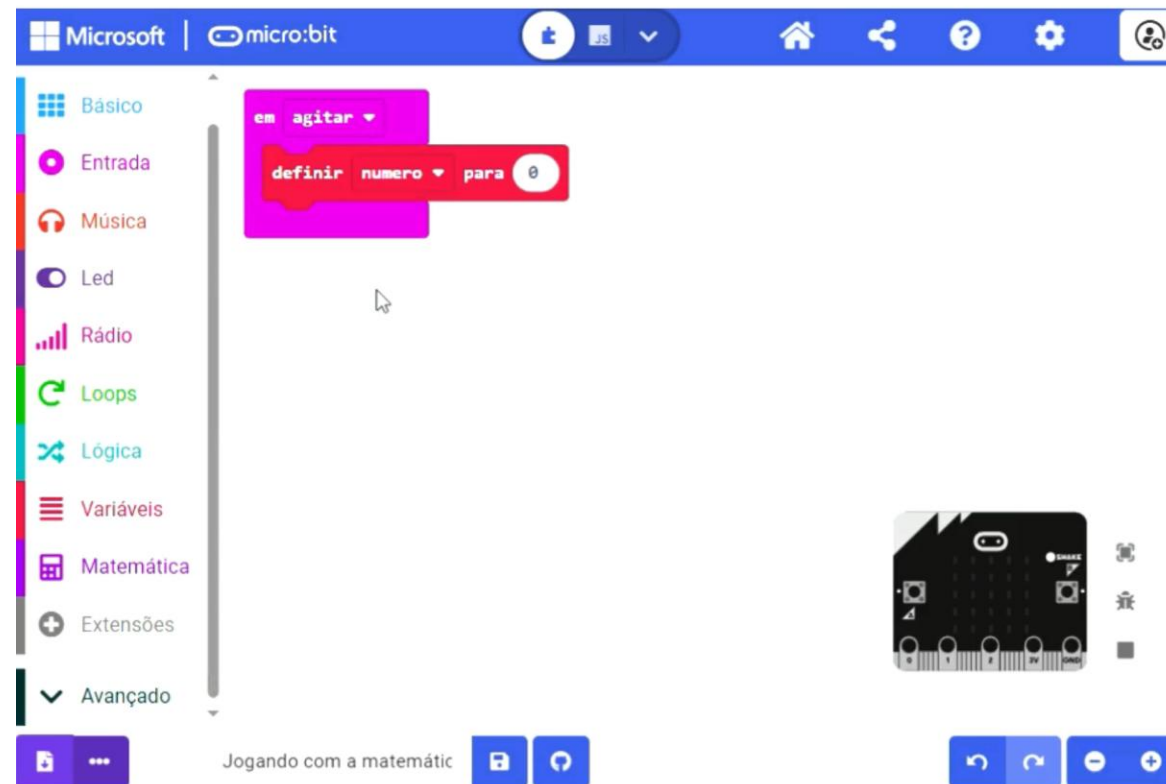 Microsoft | micro:bit JS
Básico
Entrada
Música
Led
Rádio
Loops
Lógica
Variáveis
Matemática
Extensões
Avançado
em agitar
definir numero para 0
SHAKE
0 1 2 3V GND
Jogando com a matemátic